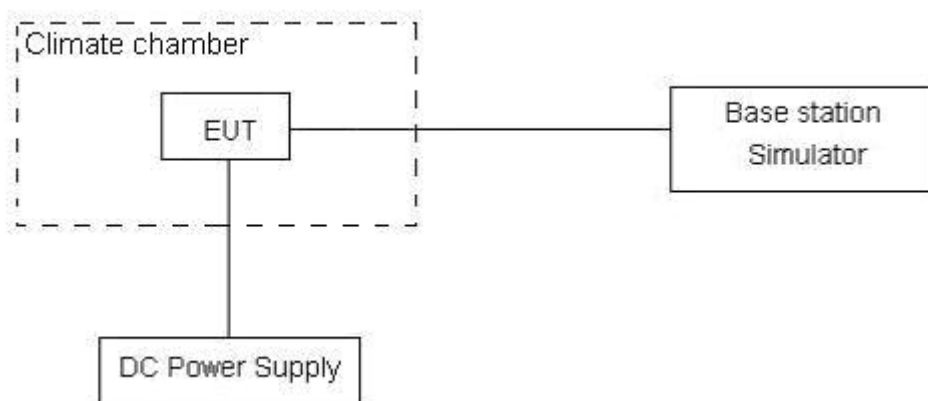 Climate chamber
EUT
Base station
Simulator
DC Power Supply